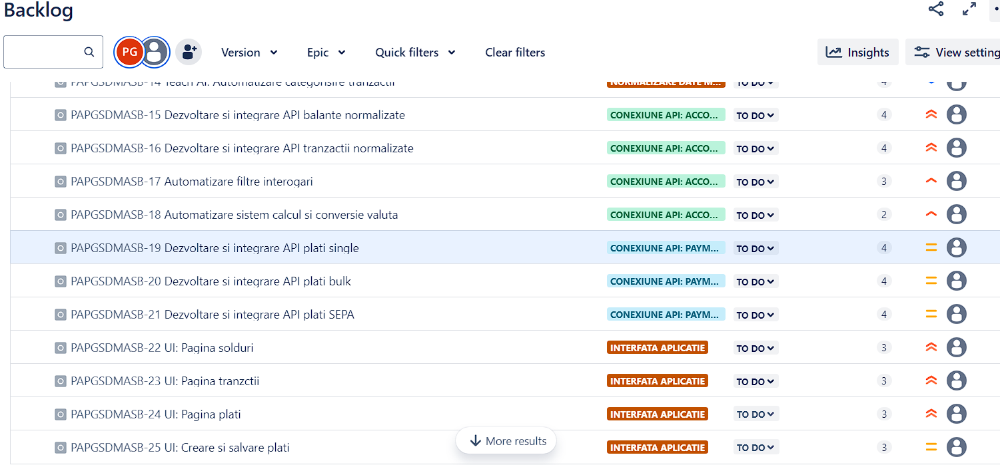 Backlog
PG Version Epic Quick filters Clear filters Insights View setting
PAPGSDMASB-14 Teach AI: Automatizare categorisire tranzactii NORMALIZARE DATE M... TO DO 4
PAPGSDMASB-15 Dezvoltare si integrare API balante normalizate CONEXIUNE API: ACCO... TO DO 4
PAPGSDMASB-16 Dezvoltare si integrare API tranzactii normalizate CONEXIUNE API: ACCO... TO DO 4
PAPGSDMASB-17 Automatizare filtre interogari CONEXIUNE API: ACCO... TO DO 3
PAPGSDMASB-18 Automatizare sistem calcul si conversie valuta CONEXIUNE API: ACCO... TO DO 2
PAPGSDMASB-19 Dezvoltare si integrare API plati single CONEXIUNE API: PAYM... TO DO 4
PAPGSDMASB-20 Dezvoltare si integrare API plati bulk CONEXIUNE API: PAYM... TO DO 4
PAPGSDMASB-21 Dezvoltare si integrare API plati SEPA CONEXIUNE API: PAYM... TO DO 4
PAPGSDMASB-22 UI: Pagina solduri INTERFATA APLICATIE TO DO 3
PAPGSDMASB-23 UI: Pagina tranzctii INTERFATA APLICATIE TO DO 3
PAPGSDMASB-24 UI: Pagina plati INTERFATA APLICATIE TO DO 3
PAPGSDMASB-25 UI: Creare si salvare plati INTERFATA APLICATIE TO DO 3
More results